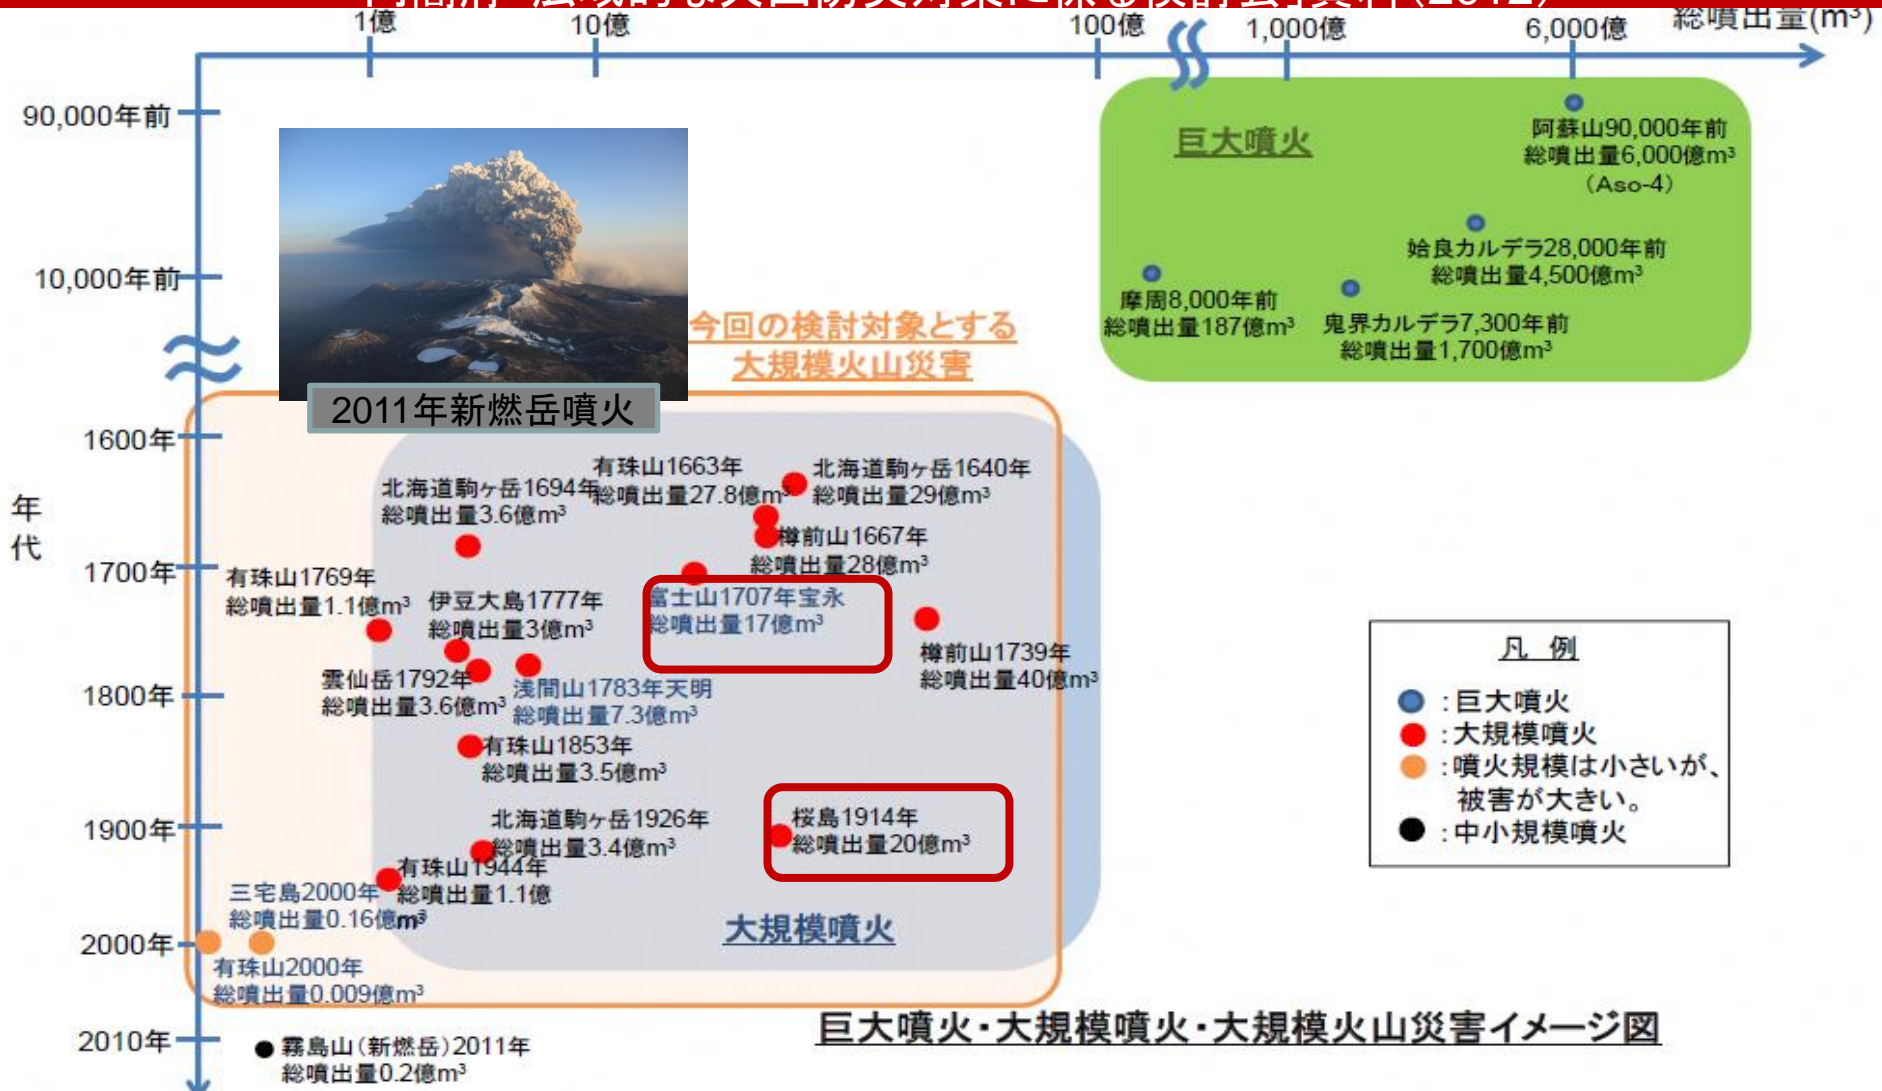 内閣府「広域的な火山防災対策に係る検討会」資料(2012)
1億
10億
100億
1,000億
6,000億
総噴出量(m³)
90,000年前
10,000年前
巨大噴火
阿蘇山90,000年前
総噴出量6,000億m³
(Aso-4)
姶良カルデラ28,000年前
総噴出量4,500億m³
摩周8,000年前
総噴出量187億m³
鬼界カルデラ7,300年前
総噴出量1,700億m³
今回の検討対象とする
大規模火山災害
2011年新燃岳噴火
年代
1600年
1700年
1800年
1900年
2000年
2010年
有珠山1663年
総噴出量27.8億m³
北海道駒ヶ岳1640年
総噴出量29億m³
北海道駒ヶ岳1694年
総噴出量3.6億m³
樽前山1667年
総噴出量28億m³
有珠山1769年
総噴出量1.1億m³
伊豆大島1777年
総噴出量3億m³
富士山1707年宝永
総噴出量17億m³
樽前山1739年
総噴出量40億m³
雲仙岳1792年
総噴出量3.6億m³
浅間山1783年天明
総噴出量7.3億m³
有珠山1853年
総噴出量3.5億m³
北海道駒ヶ岳1926年
総噴出量3.4億m³
桜島1914年
総噴出量20億m³
有珠山1944年
総噴出量1.1億m³
三宅島2000年
総噴出量0.16億m³
大規模噴火
有珠山2000年
総噴出量0.009億m³
霧島山(新燃岳)2011年
総噴出量0.2億m³
凡 例
:巨大噴火
:大規模噴火
:噴火規模は小さいが、
被害が大きい。
:中小規模噴火
巨大噴火・大規模噴火・大規模火山災害イメージ図